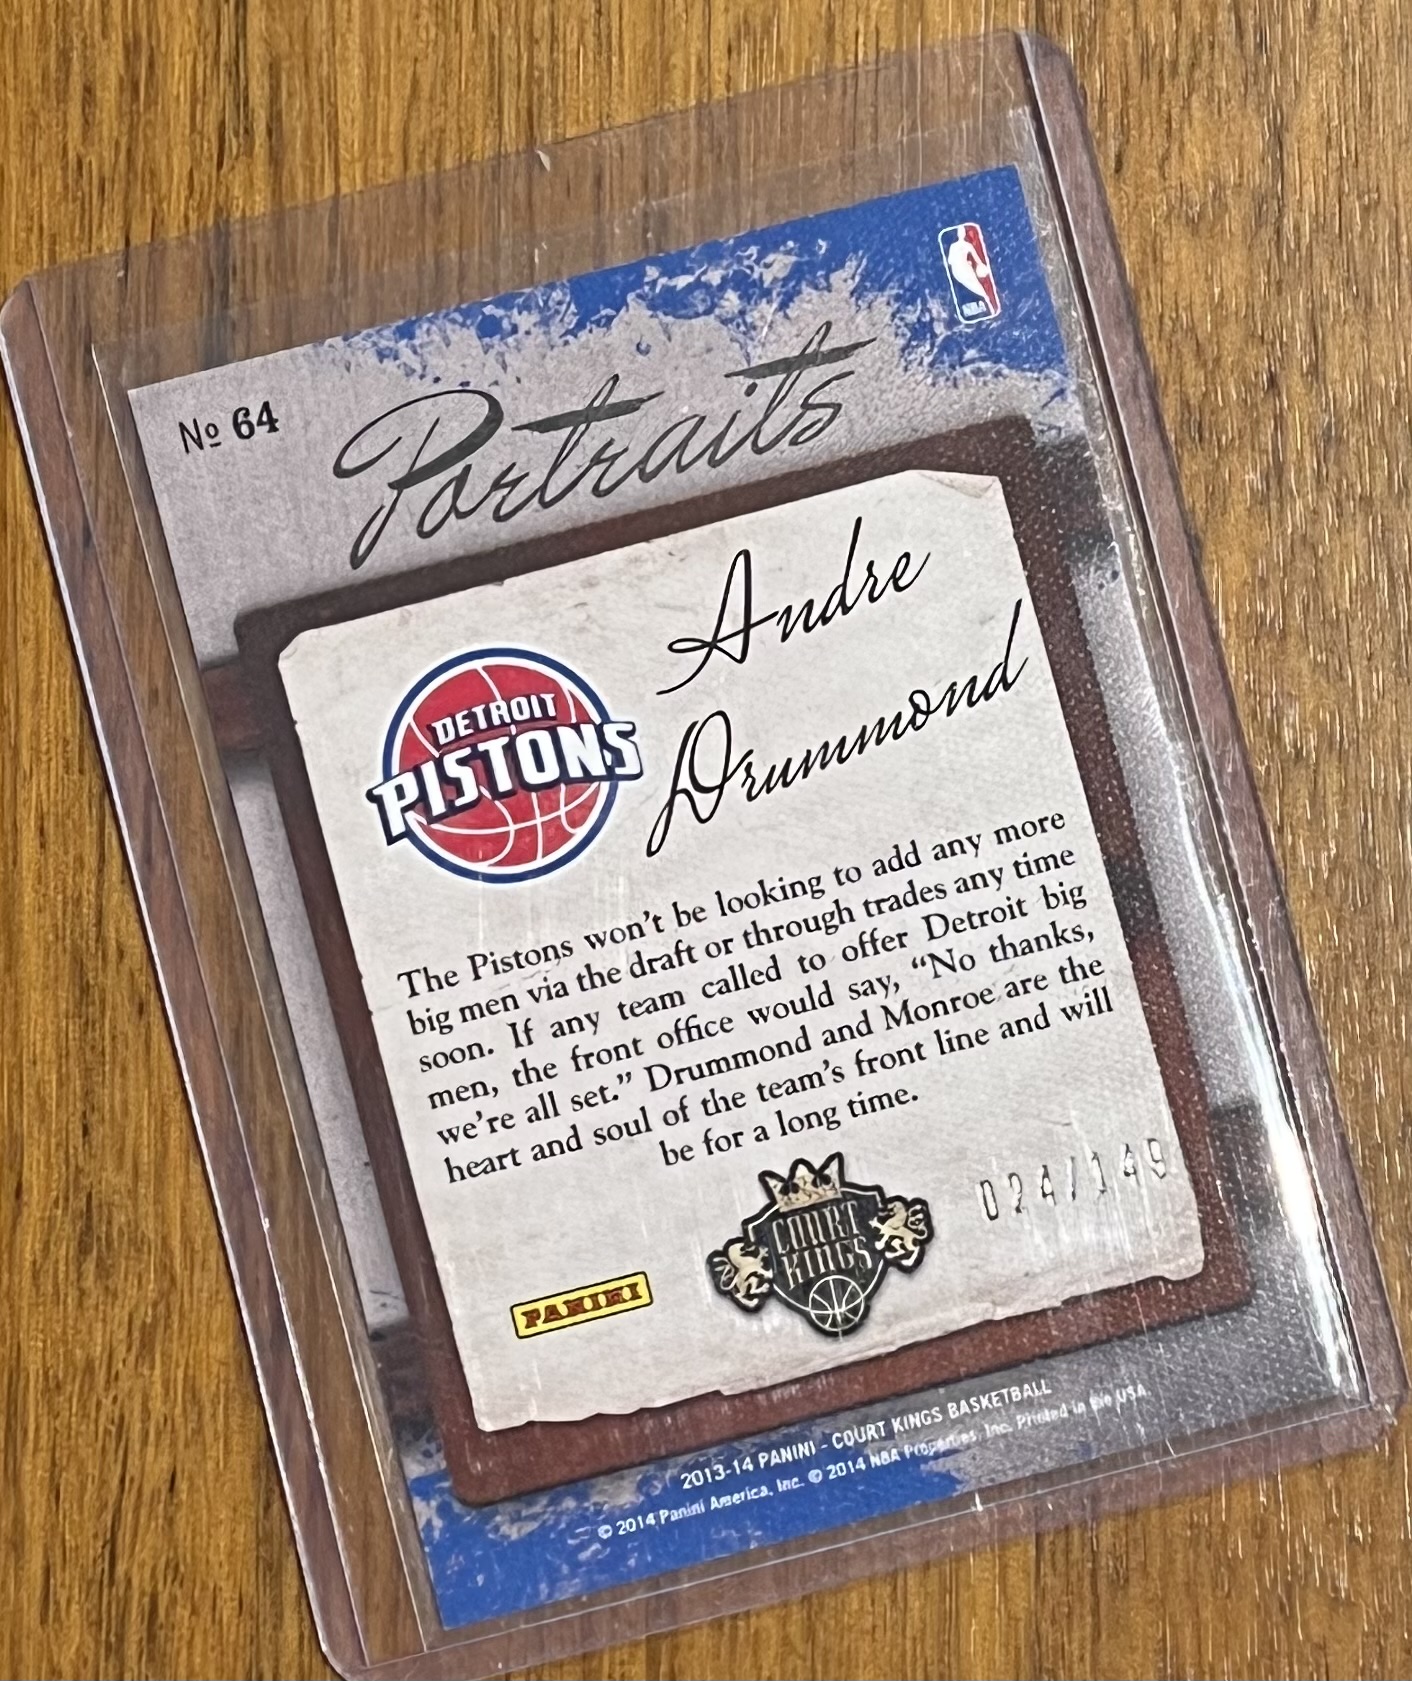 NBA
№ 64
Portraits
Andre
Drummond
DETROIT
PISTONS
The Pistons won't be looking to add any more
big men via the draft or through trades any time
soon. If any team called to offer Detroit big
men, the front office would say, “No thanks,
we're all set.” Drummond and Monroe are the
heart and soul of the team's front line and will
be for a long time.
024/149
COURT
KINGS
PANINI
2013-14 PANINI - COURT KINGS BASKETBALL
© 2014 Panini America, Inc. © 2014 NBA Properties, Inc. Printed in the USA.